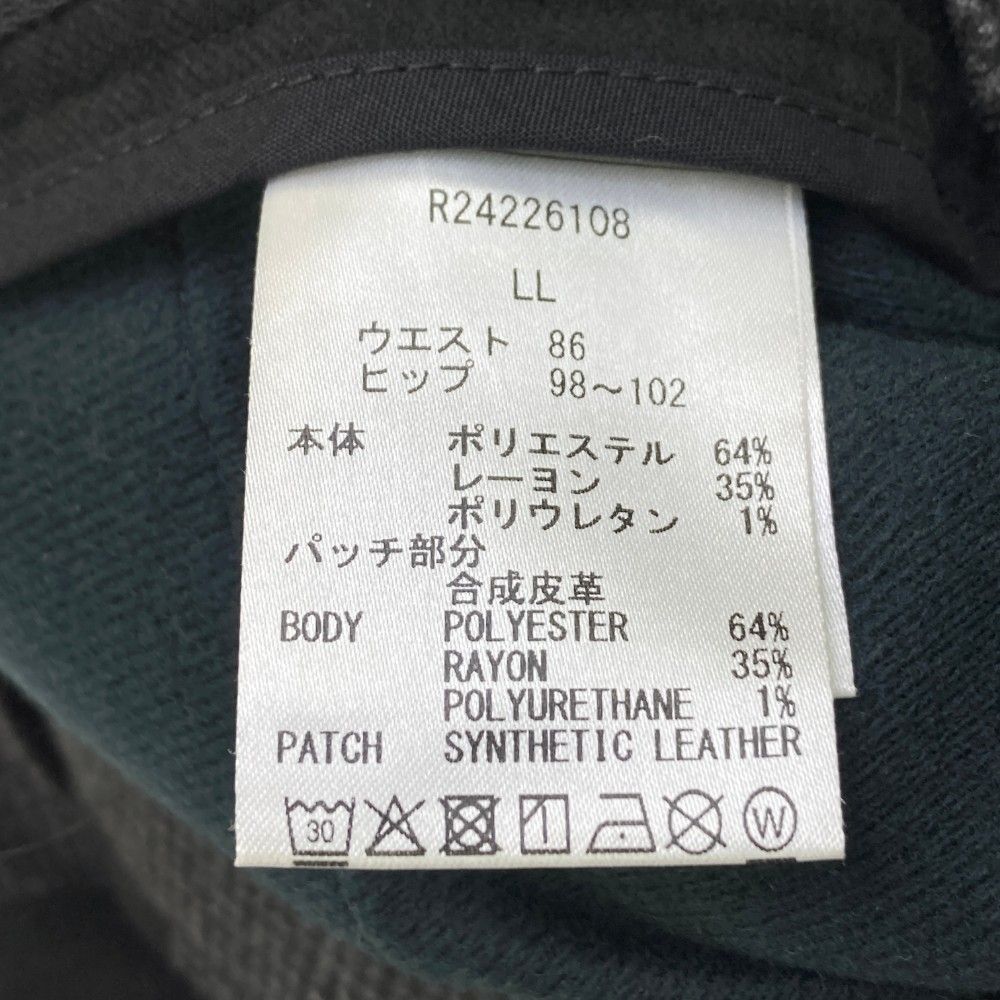 R24226108
LL
ウエスト 86
ヒップ 98～102
本体 ポリエステル 64%
レーヨン 35%
ポリウレタン 1%
パッチ部分
合成皮革
BODY POLYESTER 64%
RAYON 35%
POLYURETHANE 1%
PATCH SYNTHETIC LEATHER
30 W